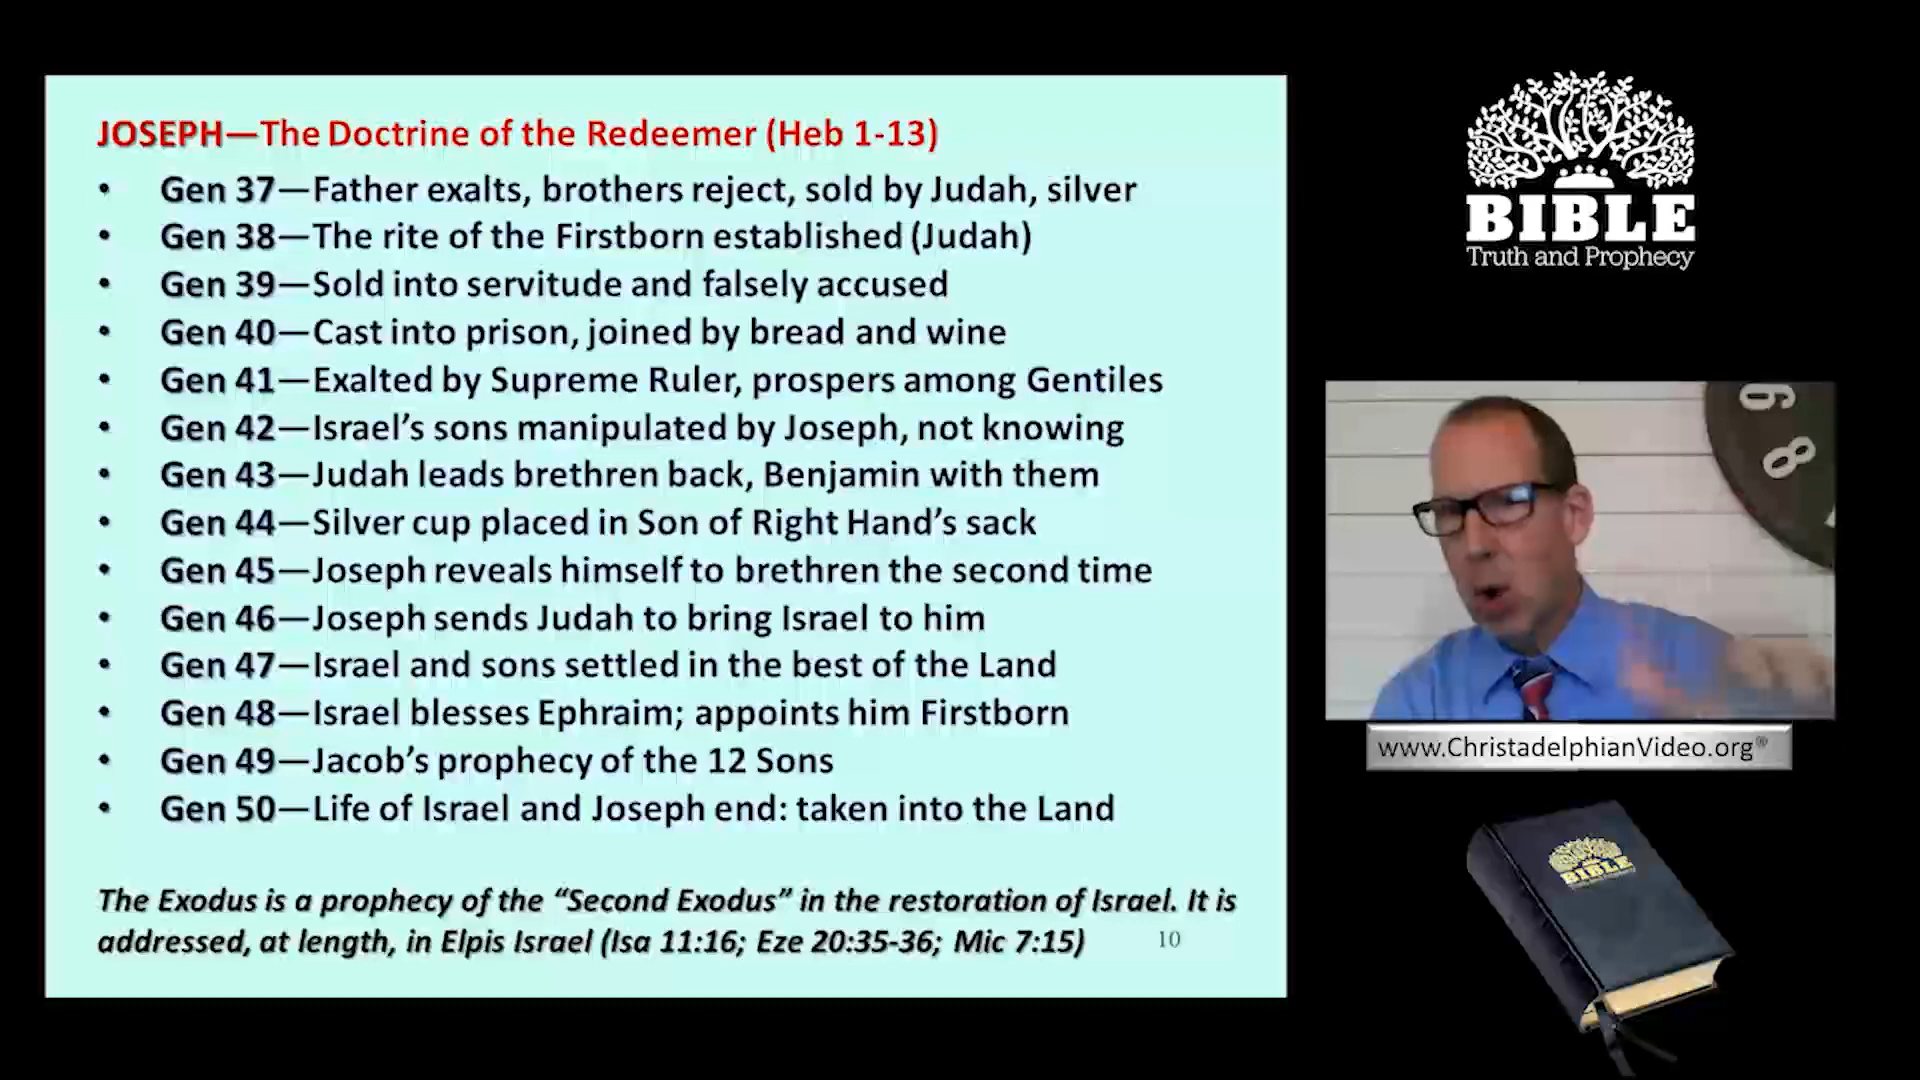 JOSEPH—The Doctrine of the Redeemer (Heb 1-13)
• Gen 37—Father exalts, brothers reject, sold by Judah, silver
• Gen 38—The rite of the Firstborn established (Judah)
• Gen 39—Sold into servitude and falsely accused
• Gen 40—Cast into prison, joined by bread and wine
• Gen 41—Exalted by Supreme Ruler, prospers among Gentiles
• Gen 42—Israel’s sons manipulated by Joseph, not knowing
• Gen 43—Judah leads brethren back, Benjamin with them
• Gen 44—Silver cup placed in Son of Right Hand’s sack
• Gen 45—Joseph reveals himself to brethren the second time
• Gen 46—Joseph sends Judah to bring Israel to him
• Gen 47—Israel and sons settled in the best of the Land
• Gen 48—Israel blesses Ephraim; appoints him Firstborn
• Gen 49—Jacob’s prophecy of the 12 Sons
• Gen 50—Life of Israel and Joseph end: taken into the Land
The Exodus is a prophecy of the “Second Exodus” in the restoration of Israel. It is
addressed, at length, in Elpis Israel (Isa 11:16; Eze 20:35-36; Mic 7:15)
10
BIBLE
Truth and Prophecy
6
8
www.ChristadelphianVideo.org®
BIBLE